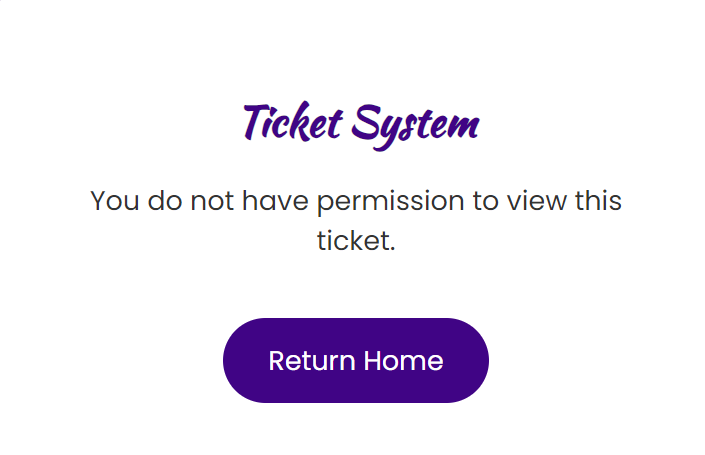 Ticket System
You do not have permission to view this
ticket.
Return Home